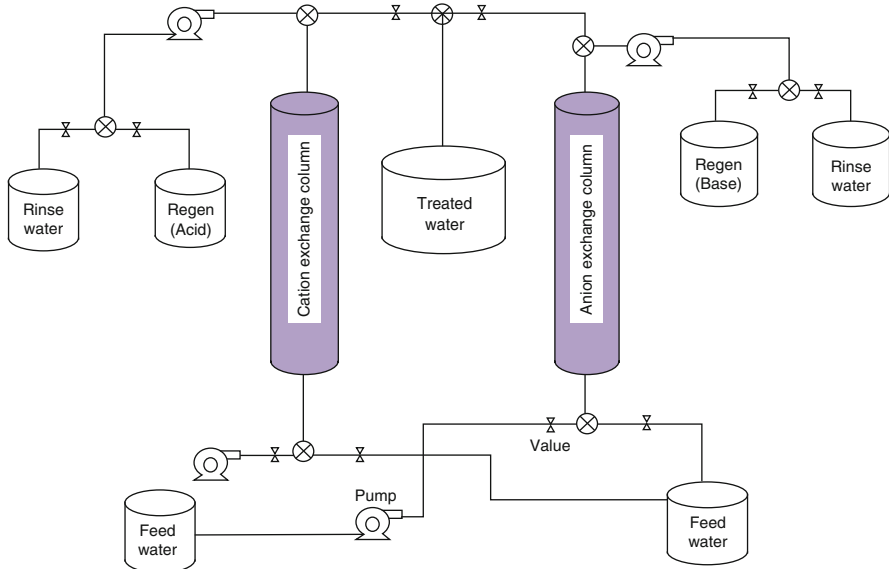 Rinse
water
Regen
(Acid)
Cation exchange column
Treated
water
Anion exchange column
Regen
(Base)
Rinse
water
Value
Pump
Feed
water
Feed
water